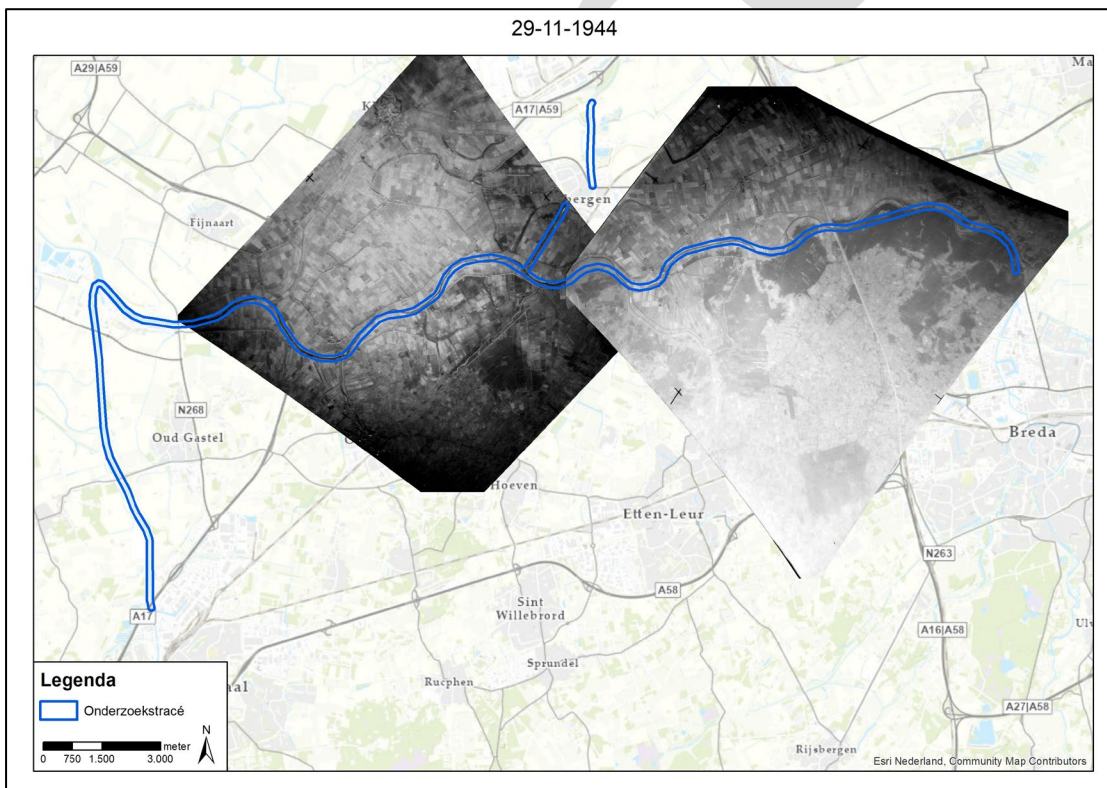 29-11-1944
A29|A59
Ma
A17|A59
bergen
Fijnaart
N268
Oud Gastel
Breda
Hoeven
Etten-Leur
N263
A58
Sint
Willebrord
A17
A16|A58
Sprundel
Rucphen
aal
A27|A58
Rijsbergen
Legenda
Onderzoekstracé
N
meter
0 750 1.500 3.000
Esri Nederland, Community Map Contributors